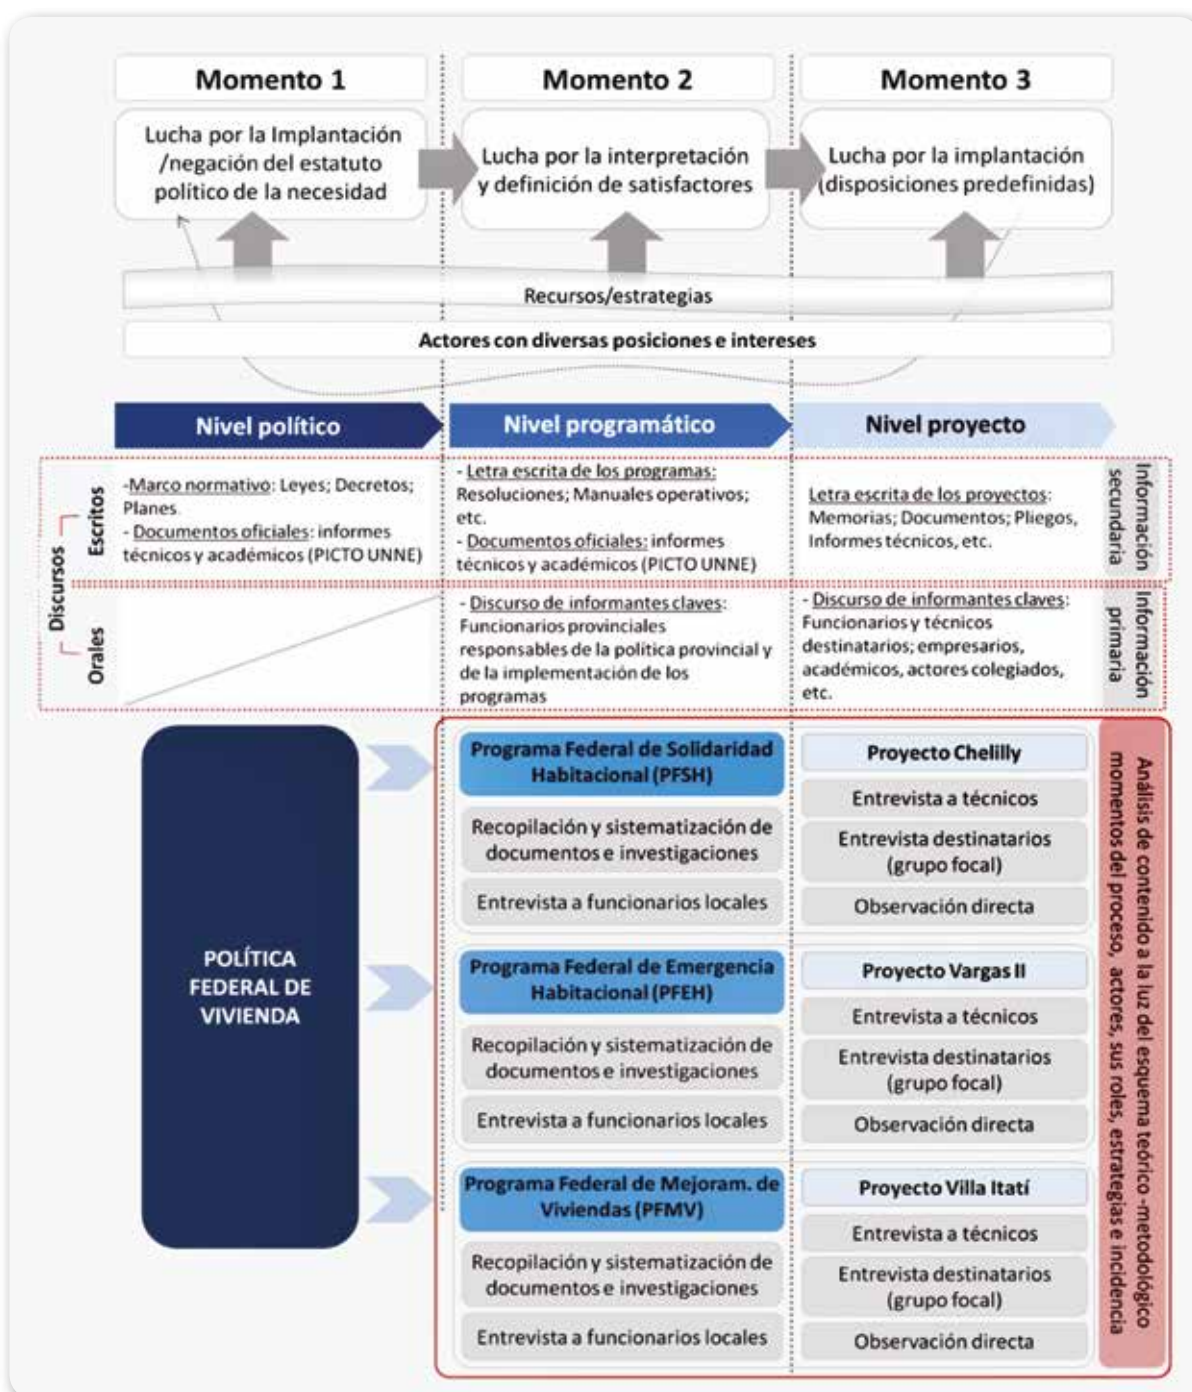 Momento 1
Momento 2
Momento 3
Lucha por la Implantación
/negación del estatuto
político de la necesidad
Lucha por la interpretación
y definición de satisfactores
Lucha por la implantación
(disposiciones predefinidas)
Recursos/estrategias
Actores con diversas posiciones e intereses
Nivel político
Nivel programático
Nivel proyecto
Discursos
Escritos
-Marco normativo: Leyes; Decretos;
Planes.
- Documentos oficiales: informes
técnicos y académicos (PICTO UNNE)
- Letra escrita de los programas:
Resoluciones; Manuales operativos;
etc.
- Documentos oficiales: informes
técnicos y académicos (PICTO UNNE)
Letra escrita de los proyectos:
Memorias; Documentos; Pliegos,
Informes técnicos, etc.
Información
secundaria
Orales
- Discurso de informantes claves:
Funcionarios provinciales
responsables de la política provincial y
de la implementación de los
programas
- Discurso de informantes claves:
Funcionarios y técnicos
destinatarios; empresarios,
académicos, actores colegiados,
etc.
Información
primaria
POLÍTICA
FEDERAL DE
VIVIENDA
Programa Federal de Solidaridad
Habitacional (PFSH)
Recopilación y sistematización de
documentos e investigaciones
Entrevista a funcionarios locales
Proyecto Chelilly
Entrevista a técnicos
Entrevista destinatarios
(grupo focal)
Observación directa
Programa Federal de Emergencia
Habitacional (PFEH)
Recopilación y sistematización de
documentos e investigaciones
Entrevista a funcionarios locales
Proyecto Vargas II
Entrevista a técnicos
Entrevista destinatarios
(grupo focal)
Observación directa
Programa Federal de Mejoram. de
Viviendas (PFMV)
Recopilación y sistematización de
documentos e investigaciones
Entrevista a funcionarios locales
Proyecto Villa Itatí
Entrevista a técnicos
Entrevista destinatarios
(grupo focal)
Observación directa
Análisis de contenido a la luz del esquema teórico -metodológico
momentos del proceso, actores, sus roles, estrategias e incidencia